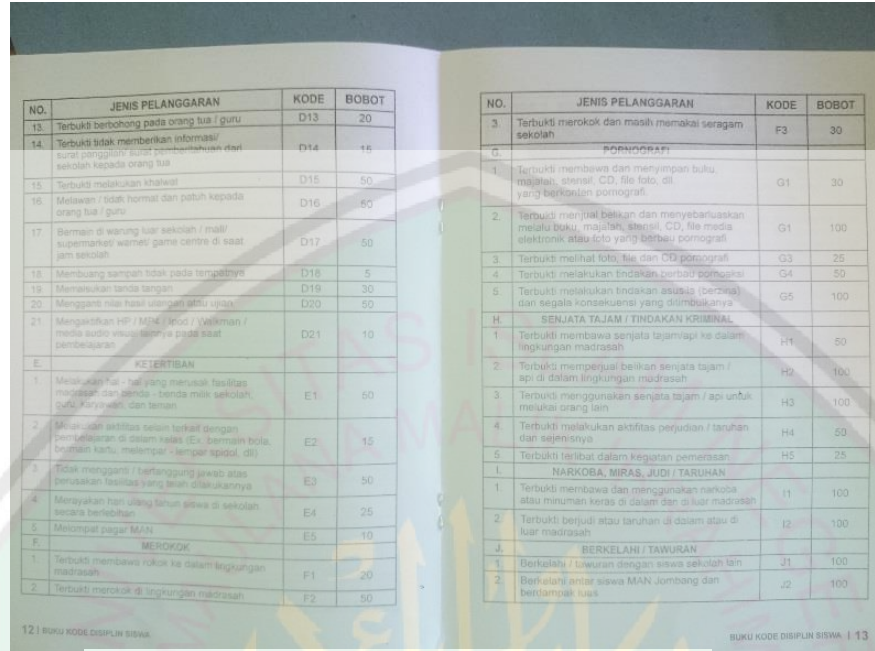 NO. JENIS PELANGGARAN KODE BOBOT
13. Terbukti berbohong pada orang tua / guru D13 20
14. Terbukti tidak memberikan informasi/
surat panggilan/ surat pemberitahuan dari
sekolah kepada orang tua D14 15
15. Terbukti melakukan khalwat D15 50
16. Melawan / tidak hormat dan patuh kepada
orang tua / guru D16 50
17. Bermain di warung luar sekolah / mall/
supermarket/ warnet/ game centre di saat
jam sekolah D17 50
18. Membuang sampah tidak pada tempatnya D18 5
19. Memalsukan tanda tangan D19 30
20. Mengganti nilai hasil ulangan atau ujian D20 50
21. Mengaktifkan HP / MP4 / Ipod / Walkman /
media audio visual lainnya pada saat
pembelajaran D21 10
E. KETERTIBAN
1. Melakukan hal - hal yang merusak fasilitas
madrasah dan benda - benda milik sekolah,
guru, karyawan, dan teman E1 50
2. Melakukan aktifitas selain terkait dengan
pembelajaran di dalam kelas (Ex: bermain bola,
bermain kartu, melempar - lempar spidol, dll) E2 15
3. Tidak mengganti / bertanggung jawab atas
perusakan fasilitas yang telah dilakukannya E3 50
4. Merayakan hari ulang tahun siswa di sekolah
secara berlebihan E4 25
5. Melompat pagar MAN E5 10
F. MEROKOK
1. Terbukti membawa rokok ke dalam lingkungan
madrasah F1 20
2. Terbukti merokok di lingkungan madrasah F2 50
12 | BUKU KODE DISIPLIN SISWA
NO. JENIS PELANGGARAN KODE BOBOT
3. Terbukti merokok dan masih memakai seragam
sekolah F3 30
G. PORNOGRAFI
1. Terbukti membawa dan menyimpan buku,
majalah, stensil, CD, file foto, dll
yang berkonten pornografi. G1 30
2. Terbukti menjual belikan dan menyebarluaskan
melalu buku, majalah, stensil, CD, file media
elektronik atau foto yang berbau pornografi G1 100
3. Terbukti melihat foto, file dan CD pornografi G3 25
4. Terbukti melakukan tindakan berbau pornoaksi G4 50
5. Terbukti melakukan tindakan asusila (berzina)
dan segala konsekuensi yang ditimbulkanya G5 100
H. SENJATA TAJAM / TINDAKAN KRIMINAL
1. Terbukti membawa senjata tajam/api ke dalam
lingkungan madrasah H1 50
2. Terbukti memperjual belikan senjata tajam /
api di dalam lingkungan madrasah H2 100
3. Terbukti menggunakan senjata tajam / api untuk
melukai orang lain H3 100
4. Terbukti melakukan aktifitas perjudian / taruhan
dan sejenisnya H4 50
5. Terbukti terlibat dalam kegiatan pemerasan H5 25
I. NARKOBA, MIRAS, JUDI / TARUHAN
1. Terbukti membawa dan menggunakan narkoba
atau minuman keras di dalam dan di luar madrasah I1 100
2. Terbukti berjudi atau taruhan di dalam atau di
luar madrasah I2 100
J. BERKELAHI / TAWURAN
1. Berkelahi / tawuran dengan siswa sekolah lain J1 100
2. Berkelahi antar siswa MAN Jombang dan
berdampak luas J2 100
BUKU KODE DISIPLIN SISWA | 13